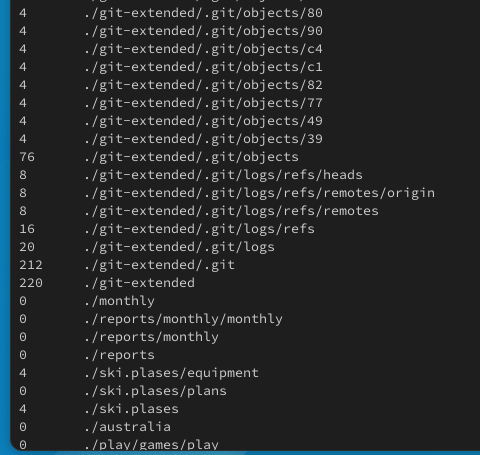 4 ./git-extended/.git/objects/80
4 ./git-extended/.git/objects/90
4 ./git-extended/.git/objects/c4
4 ./git-extended/.git/objects/c1
4 ./git-extended/.git/objects/82
4 ./git-extended/.git/objects/77
4 ./git-extended/.git/objects/49
4 ./git-extended/.git/objects/39
76 ./git-extended/.git/objects
8 ./git-extended/.git/logs/refs/heads
8 ./git-extended/.git/logs/refs/remotes/origin
8 ./git-extended/.git/logs/refs/remotes
16 ./git-extended/.git/logs/refs
20 ./git-extended/.git/logs
212 ./git-extended/.git
220 ./git-extended
0 ./monthly
0 ./reports/monthly/monthly
0 ./reports/monthly
0 ./reports
4 ./ski.plases/equipment
0 ./ski.plases/plans
4 ./ski.plases
0 ./australia
0 ./play/games/play